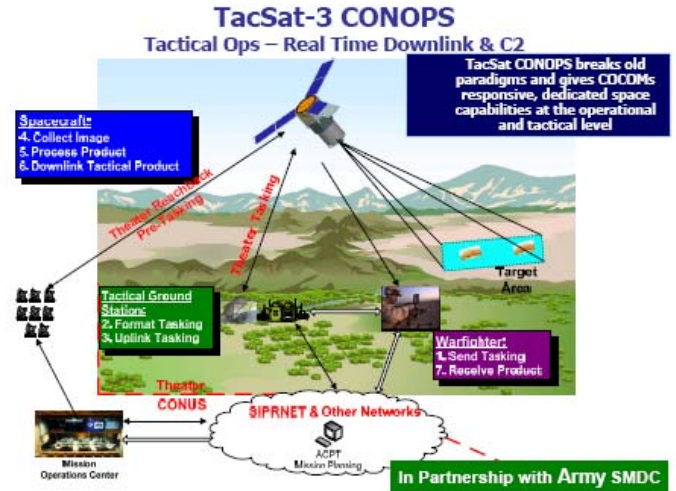 TacSat-3 CONOPS
Tactical Ops – Real Time Downlink & C2
TacSat CONOPS breaks old
paradigms and gives COCOMs
responsive, dedicated space
capabilities at the operational
and tactical level
Spacecraft:
4. Collect Image
5. Process Product
6. Downlink Tactical Product
Theater Reachback
Pre-Tasking
Theater Tasking
Target
Area
Tactical Ground
Station:
2. Format Tasking
3. Uplink Tasking
Warfighter:
1. Send Tasking
7. Receive Product
Theater
CONUS
SIPRNET & Other Networks
ACPT
Mission Planning
Mission
Operations Center
In Partnership with Army SMDC